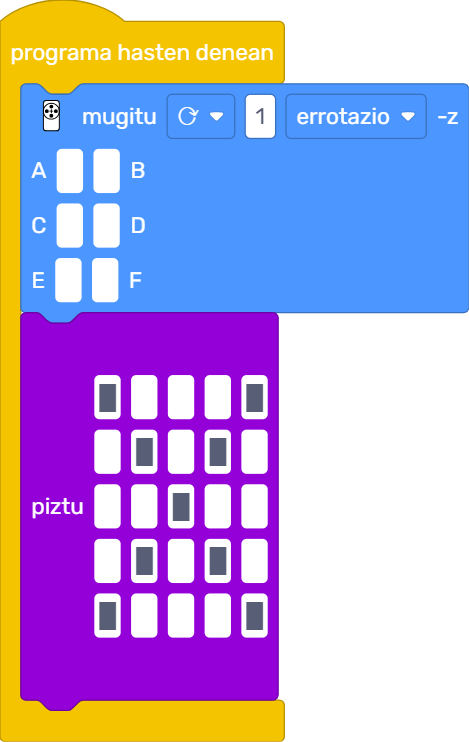 programa hasten denean
mugitu 1 errotazio -z
A B
C D
E F
piztu